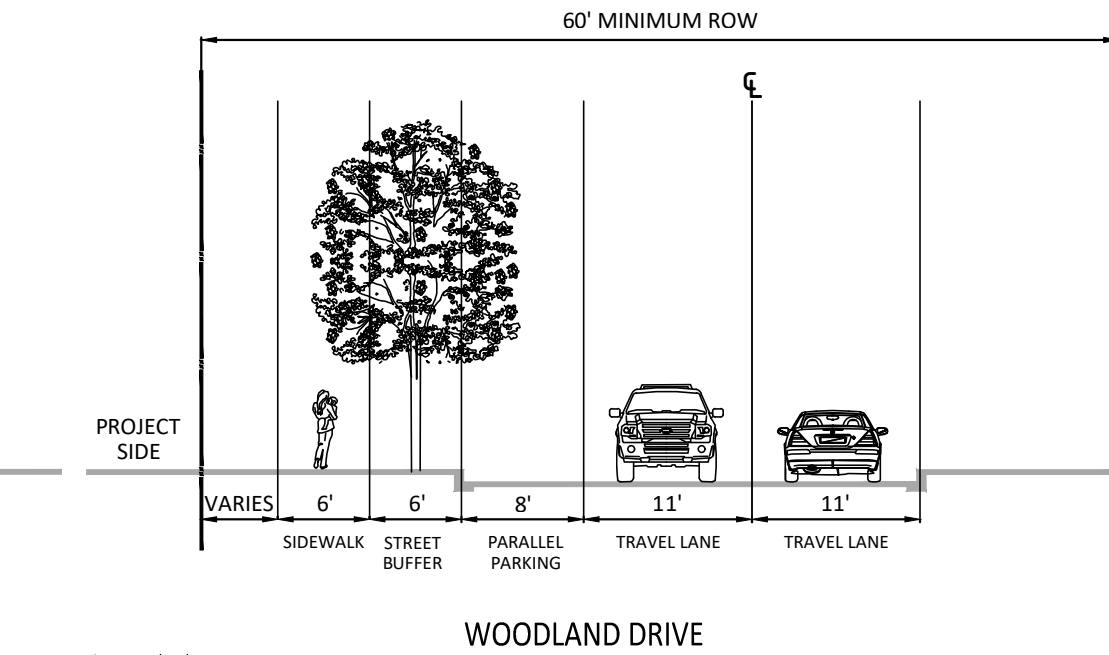 60' MINIMUM ROW
℄
PROJECT
SIDE
VARIES 6' 6' 8' 11' 11'
SIDEWALK STREET PARALLEL TRAVEL LANE TRAVEL LANE
BUFFER PARKING
WOODLAND DRIVE